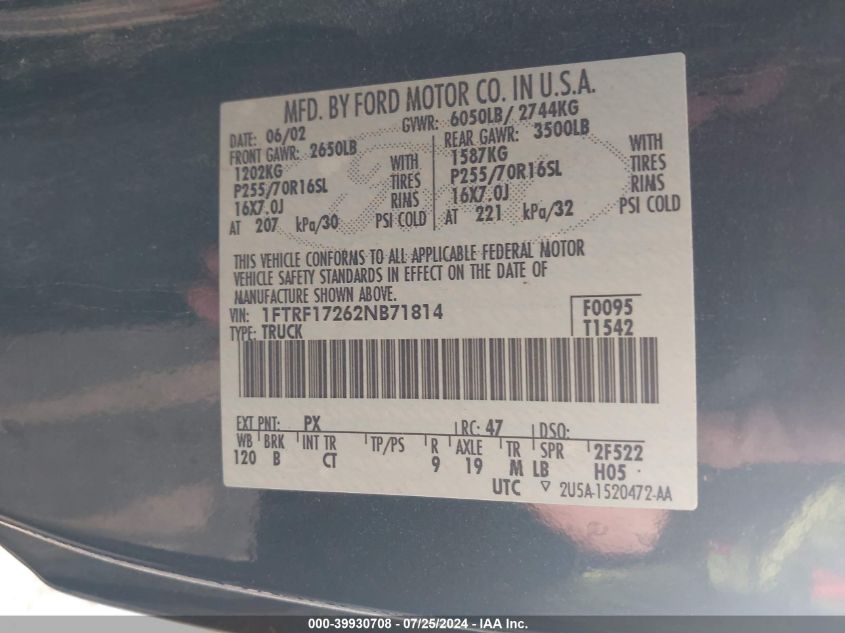 MFD. BY FORD MOTOR CO. IN U.S.A.
DATE: 06/02 GVWR: 6050LB/ 2744KG
FRONT GAWR: 2650LB REAR GAWR: 3500LB
1202KG WITH 1587KG WITH
P255/70R16SL TIRES P255/70R16SL TIRES
16X7.0J RIMS 16X7.0J RIMS
AT 207 kPa/30 PSI COLD AT 221 kPa/32 PSI COLD
THIS VEHICLE CONFORMS TO ALL APPLICABLE FEDERAL MOTOR
VEHICLE SAFETY STANDARDS IN EFFECT ON THE DATE OF
MANUFACTURE SHOWN ABOVE.
VIN: 1FTRF17262NB71814 F0095
TYPE: TRUCK T1542
EXT PNT: PX RC: 47 DSO:
WB BRK INT TR TP/PS R AXLE TR SPR 2F522
120 B CT 9 19 M LB H05
UTC ▽ 2U5A-1520472-AA
000-39930708 - 07/25/2024 - IAA Inc.